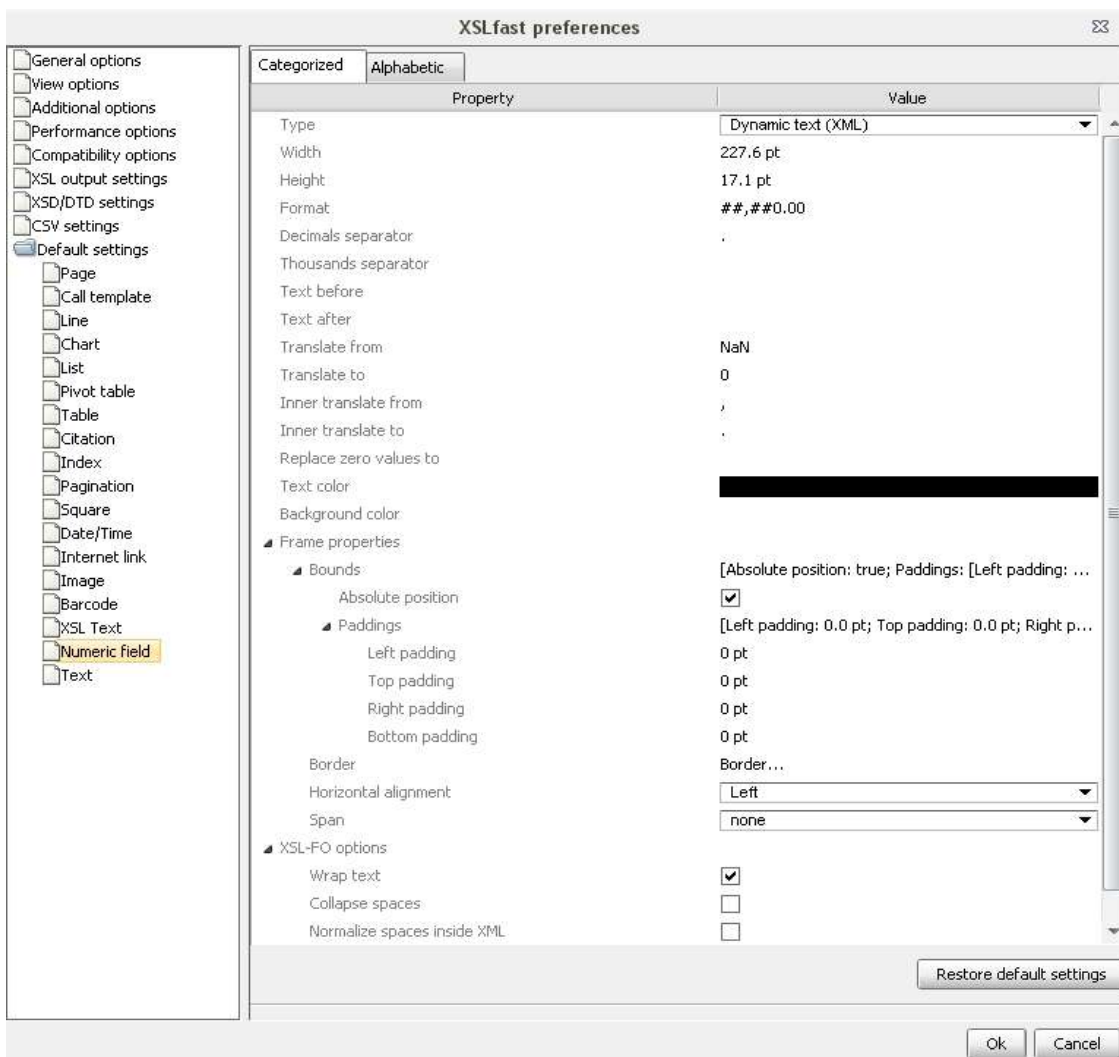 XSLfast preferences
General options
View options
Additional options
Performance options
Compatibility options
XSL output settings
XSD/DTD settings
CSV settings
Default settings
Page
Call template
Line
Chart
List
Pivot table
Table
Citation
Index
Pagination
Square
Date/Time
Internet link
Image
Barcode
XSL Text
Numeric field
Text
Categorized Alphabetic
Property Value
Type Dynamic text (XML)
Width 227.6 pt
Height 17.1 pt
Format ##,##0.00
Decimals separator .
Thousands separator
Text before
Text after
Translate from NaN
Translate to 0
Inner translate from ,
Inner translate to .
Replace zero values to
Text color
Background color
Frame properties
Bounds [Absolute position: true; Paddings: [Left padding: ...
Absolute position
Paddings [Left padding: 0.0 pt; Top padding: 0.0 pt; Right p...
Left padding 0 pt
Top padding 0 pt
Right padding 0 pt
Bottom padding 0 pt
Border Border...
Horizontal alignment Left
Span none
XSL-FO options
Wrap text
Collapse spaces
Normalize spaces inside XML
Restore default settings
Ok Cancel